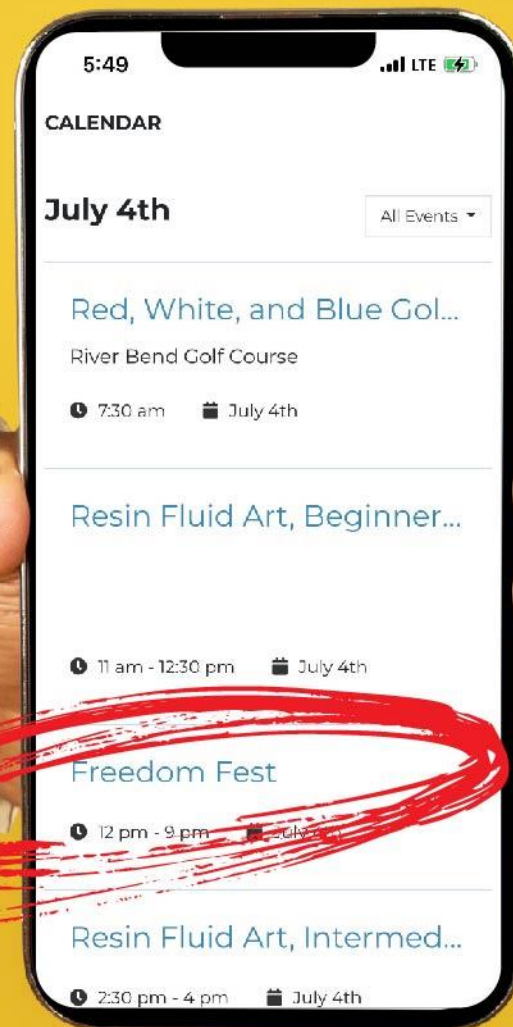 5:49
LTE
CALENDAR
July 4th
All Events
Red, White, and Blue Gol...
River Bend Golf Course
7:30 am July 4th
Resin Fluid Art, Beginner...
11 am - 12:30 pm July 4th
Freedom Fest
12 pm - 9 pm July 4th
Resin Fluid Art, Intermed...
2:30 pm - 4 pm July 4th